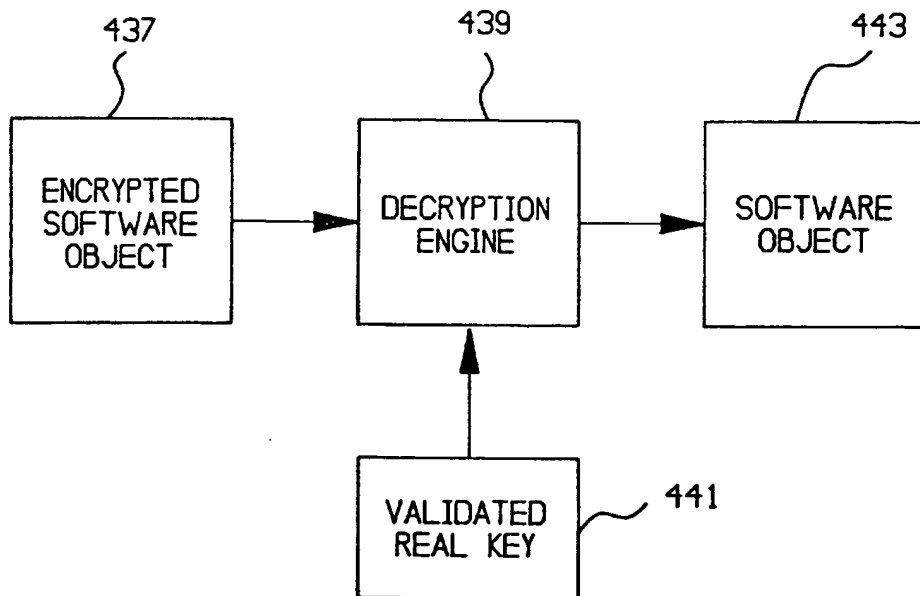 437
439
443
ENCRYPTED
SOFTWARE
OBJECT
DECRYPTION
ENGINE
SOFTWARE
OBJECT
VALIDATED
REAL KEY
441